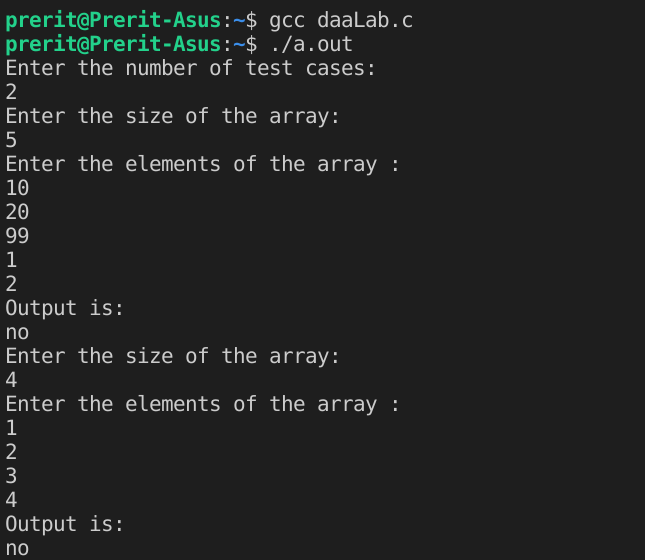 prerit@Prerit-Asus:~$ gcc daaLab.c
prerit@Prerit-Asus:~$ ./a.out
Enter the number of test cases:
2
Enter the size of the array:
5
Enter the elements of the array :
10
20
99
1
2
Output is:
no
Enter the size of the array:
4
Enter the elements of the array :
1
2
3
4
Output is:
no